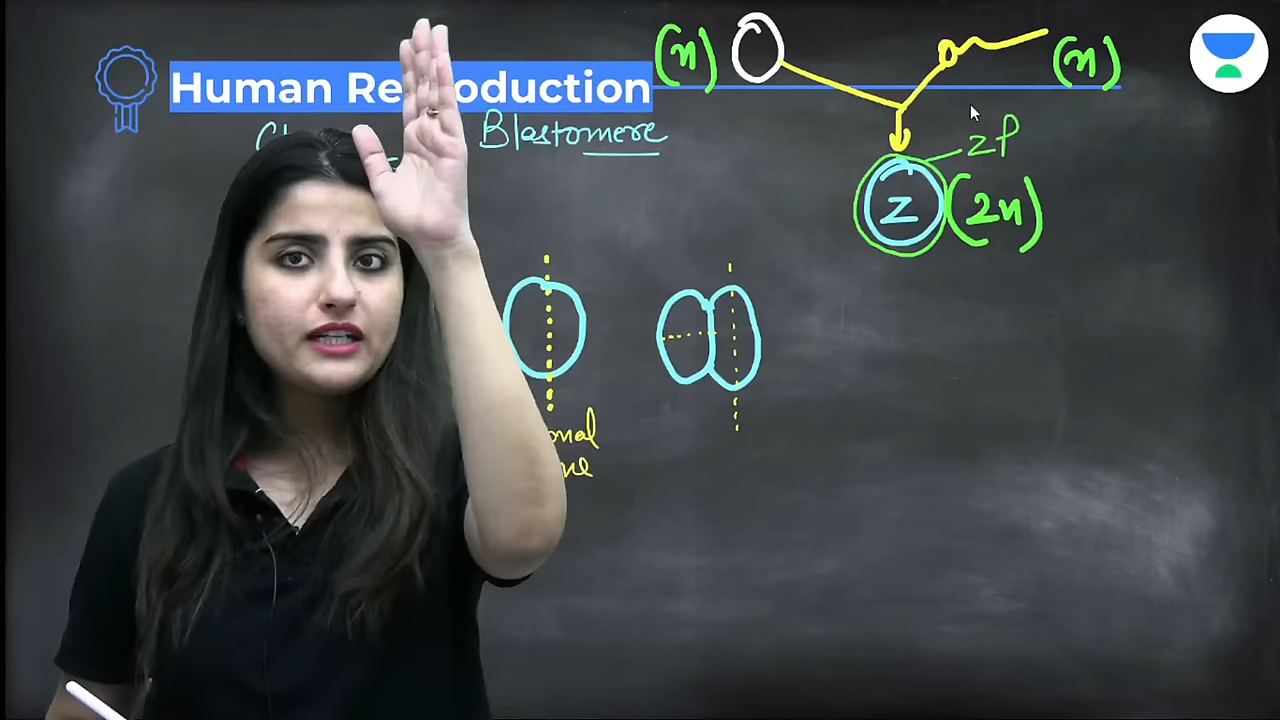 Human Re oduction
(n) (n)
Blastomere
ZP
Z (2n)
onal
ne